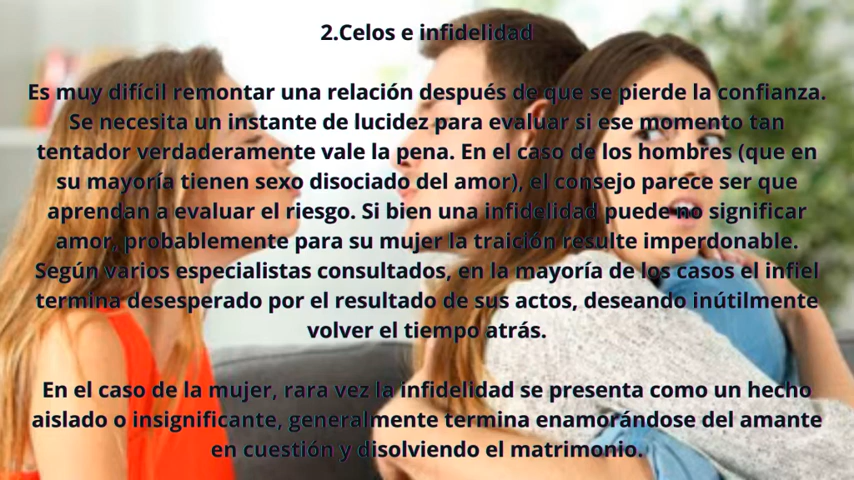 2.Celos e infidelidad
Es muy difícil remontar una relación después de que se pierde la confianza.
Se necesita un instante de lucidez para evaluar si ese momento tan
tentador verdaderamente vale la pena. En el caso de los hombres (que en
su mayoría tienen sexo disociado del amor), el consejo parece ser que
aprendan a evaluar el riesgo. Si bien una infidelidad puede no significar
amor, probablemente para su mujer la traición resulte imperdonable.
Según varios especialistas consultados, en la mayoría de los casos el infiel
termina desesperado por el resultado de sus actos, deseando inútilmente
volver el tiempo atrás.
En el caso de la mujer, rara vez la infidelidad se presenta como un hecho
aislado o insignificante, generalmente termina enamorándose del amante
en cuestión y disolviendo el matrimonio.